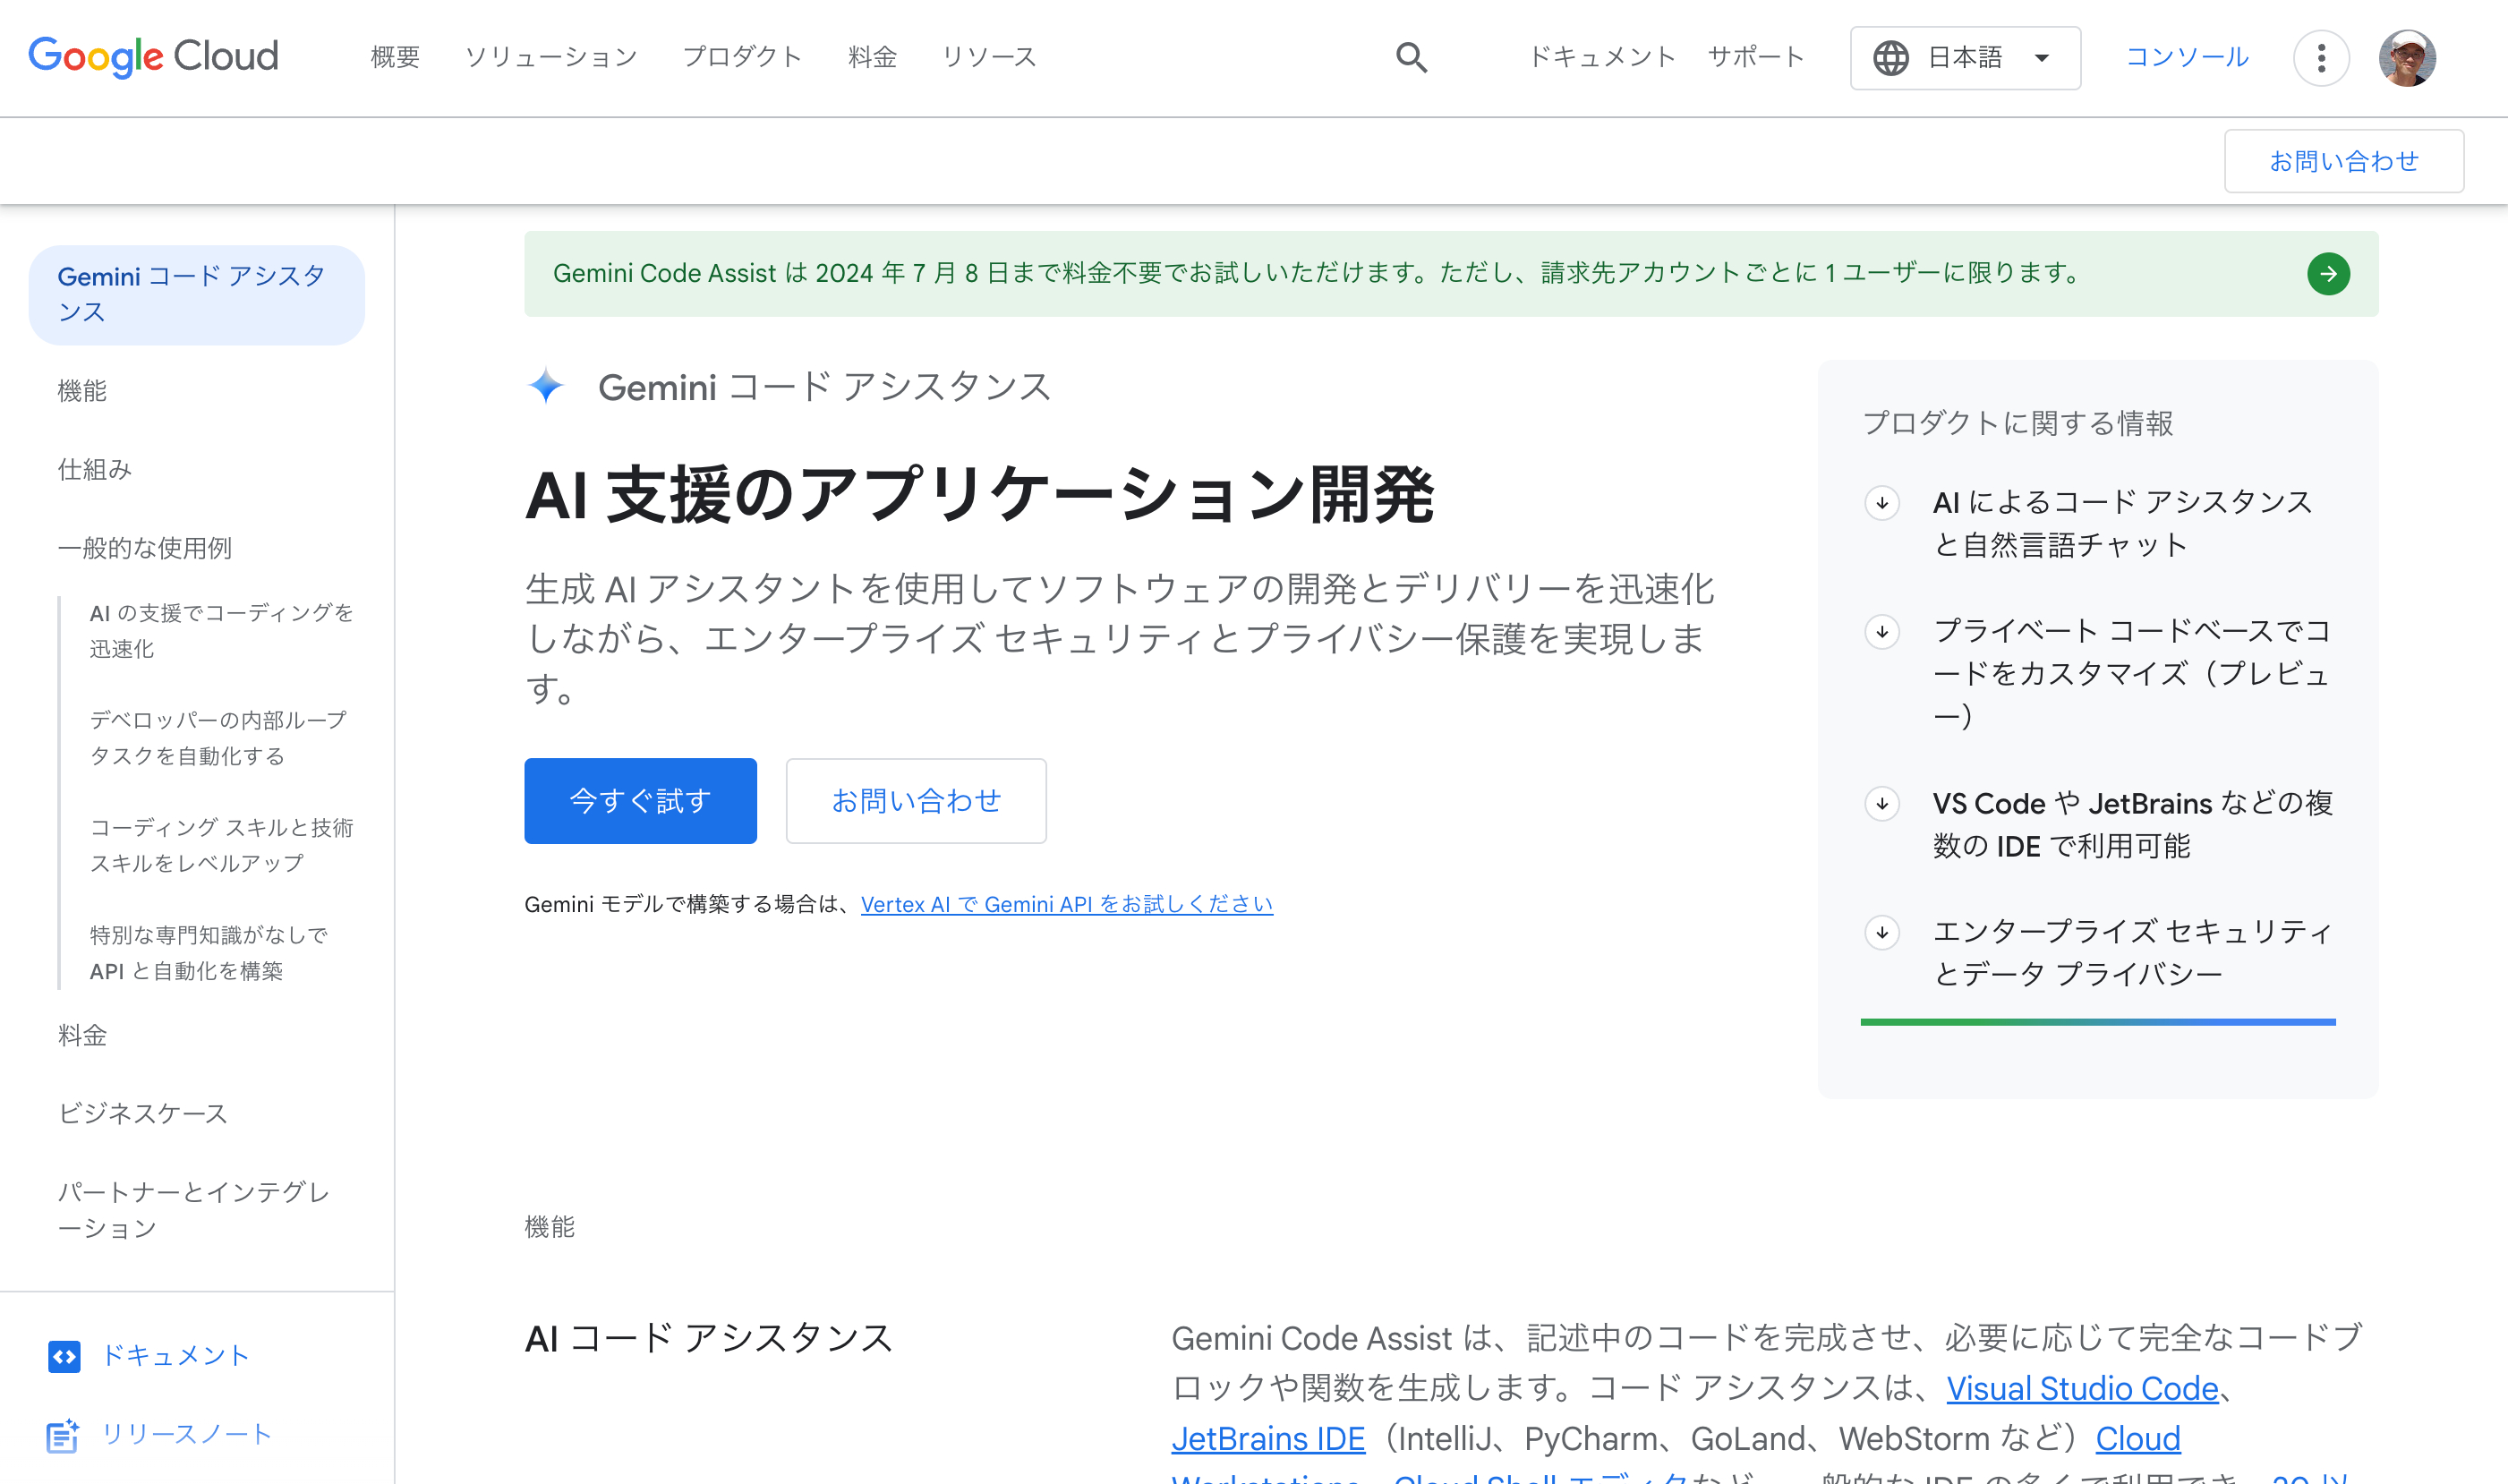 Google Cloud
概要
ソリューション
プロダクト
料金
リソース
ドキュメント
サポート
日本語
コンソール
お問い合わせ
Gemini コード アシスタ
ンス
機能
仕組み
一般的な使用例
AI の支援でコーディングを
迅速化
デベロッパーの内部ループ
タスクを自動化する
コーディング スキルと技術
スキルをレベルアップ
特別な専門知識がなしで
API と自動化を構築
料金
ビジネスケース
パートナーとインテグレ
ーション
ドキュメント
リリースノート
Gemini Code Assist は 2024 年 7 月 8 日まで料金不要でお試しいただけます。ただし、請求先アカウントごとに 1 ユーザーに限ります。
Gemini コード アシスタンス
AI 支援のアプリケーション開発
生成 AI アシスタントを使用してソフトウェアの開発とデリバリーを迅速化
しながら、エンタープライズ セキュリティとプライバシー保護を実現しま
す。
今すぐ試す
お問い合わせ
Gemini モデルで構築する場合は、Vertex AI で Gemini API をお試しください
プロダクトに関する情報
AI によるコード アシスタンス
と自然言語チャット
プライベート コードベースでコ
ードをカスタマイズ（プレビュ
ー）
VS Code や JetBrains などの複
数の IDE で利用可能
エンタープライズ セキュリティ
とデータ プライバシー
機能
AI コード アシスタンス
Gemini Code Assist は、記述中のコードを完成させ、必要に応じて完全なコードブ
ロックや関数を生成します。コード アシスタンスは、Visual Studio Code、
JetBrains IDE（IntelliJ、PyCharm、GoLand、WebStorm など）Cloud
Workstations、Cloud Shell エディタなど、一般的な IDE の多くで利用でき、20 以